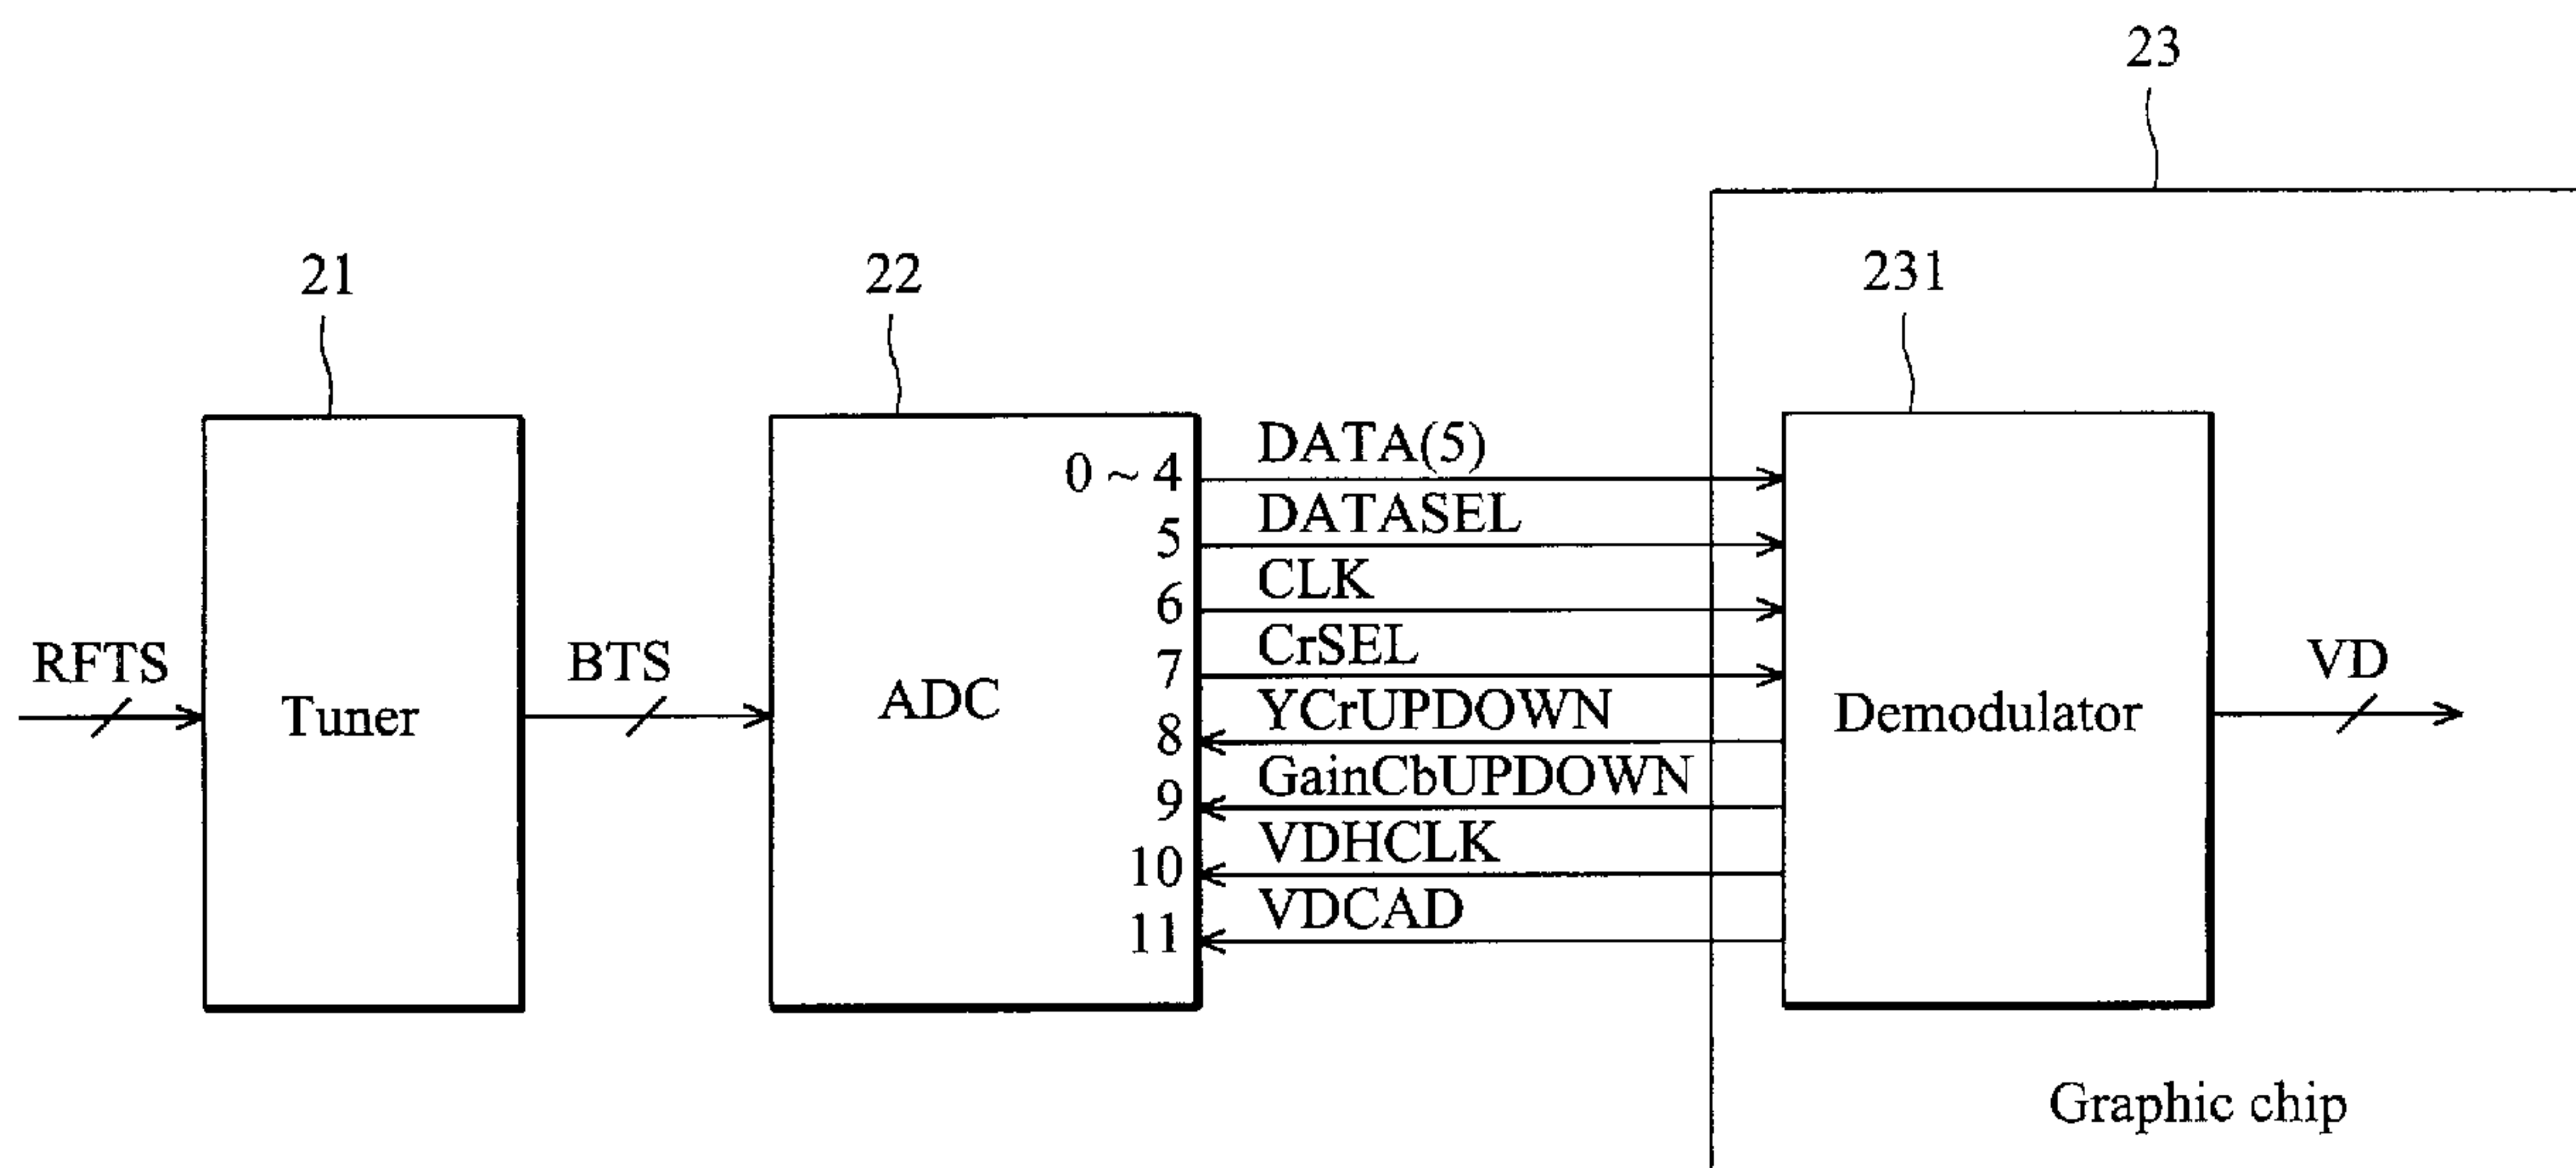 23
21
22
231
0 ~ 4
DATA(5)
5
DATASEL
6
CLK
7
CrSEL
8
YCrUPDOWN
9
GainCbUPDOWN
10
VDHCLK
11
VDCAD
RFTS
Tuner
BTS
ADC
Demodulator
VD
Graphic chip